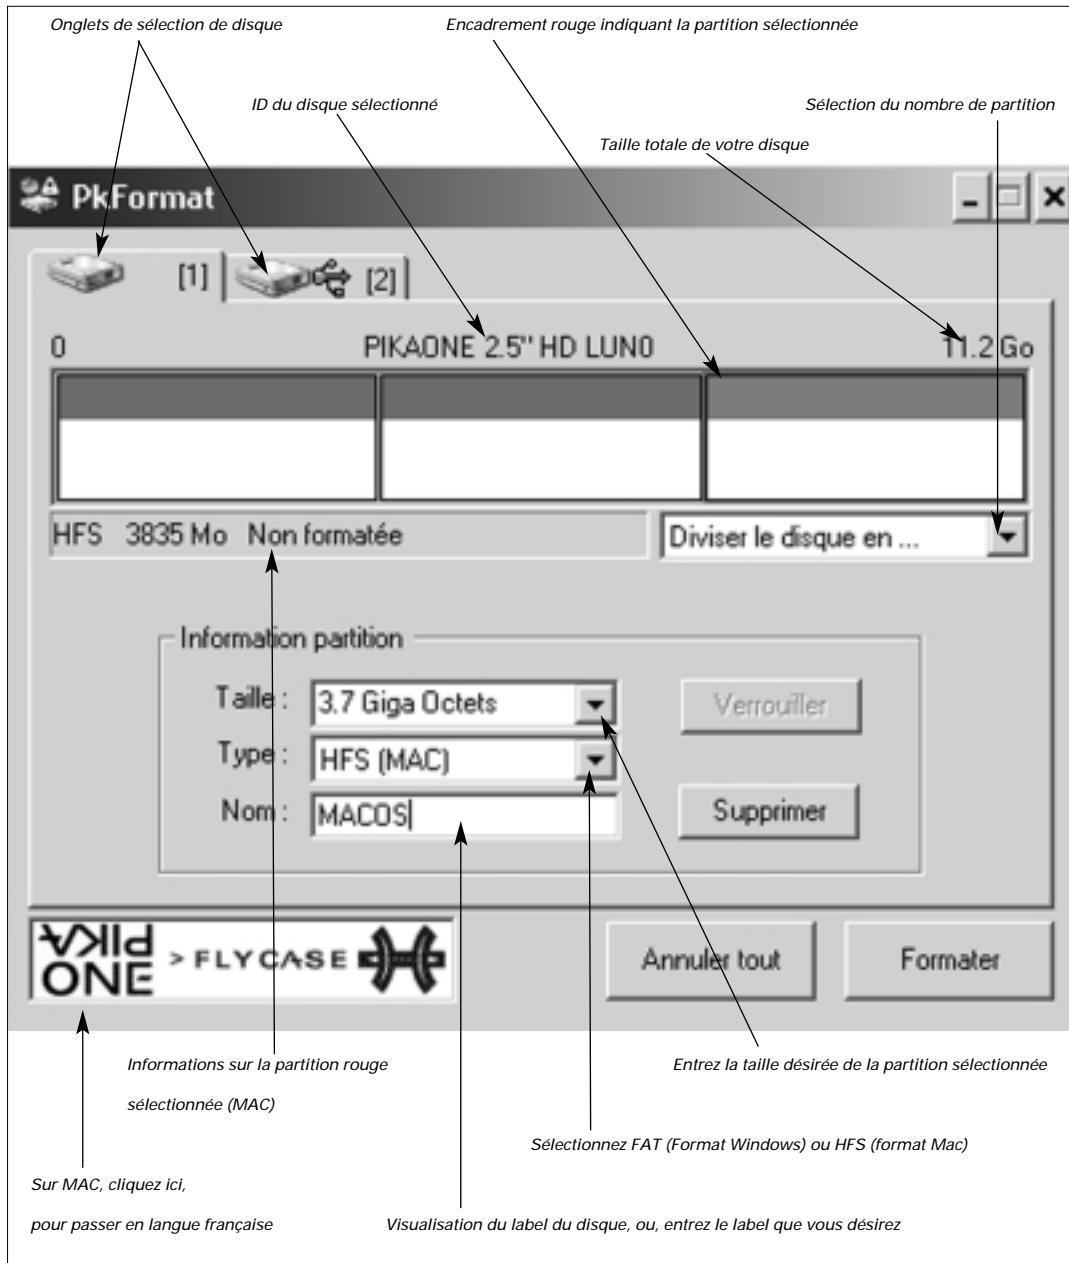 Onglets de sélection de disque
Encadrement rouge indiquant la partition sélectionnée
ID du disque sélectionné
Sélection du nombre de partition
Taille totale de votre disque
PkFormat
[1]
[2]
0
PIKAONE 2.5" HD LUN0
11.2 Go
HFS 3835 Mo Non formatée
Diviser le disque en ...
Information partition
Taille :
3.7 Giga Octets
Verrouiller
Type :
HFS (MAC)
Nom :
MACOS
Supprimer
PIKA
ONE
> FLYCASE
Annuler tout
Formater
Informations sur la partition rouge
sélectionnée (MAC)
Entrez la taille désirée de la partition sélectionnée
Sélectionnez FAT (Format Windows) ou HFS (format Mac)
Sur MAC, cliquez ici,
pour passer en langue française
Visualisation du label du disque, ou, entrez le label que vous désirez